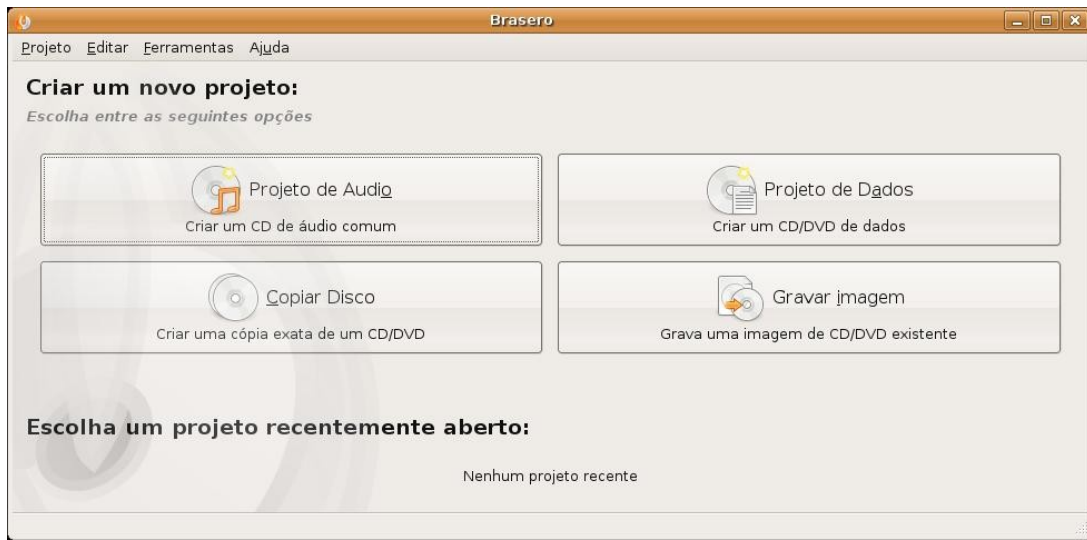 Brasero
Projeto Editar Ferramentas Ajuda
Criar um novo projeto:
Escolha entre as seguintes opções
Projeto de Audio
Criar um CD de áudio comum
Projeto de Dados
Criar um CD/DVD de dados
Copiar Disco
Criar uma cópia exata de um CD/DVD
Gravar imagem
Grava uma imagem de CD/DVD existente
Escolha um projeto recentemente aberto:
Nenhum projeto recente